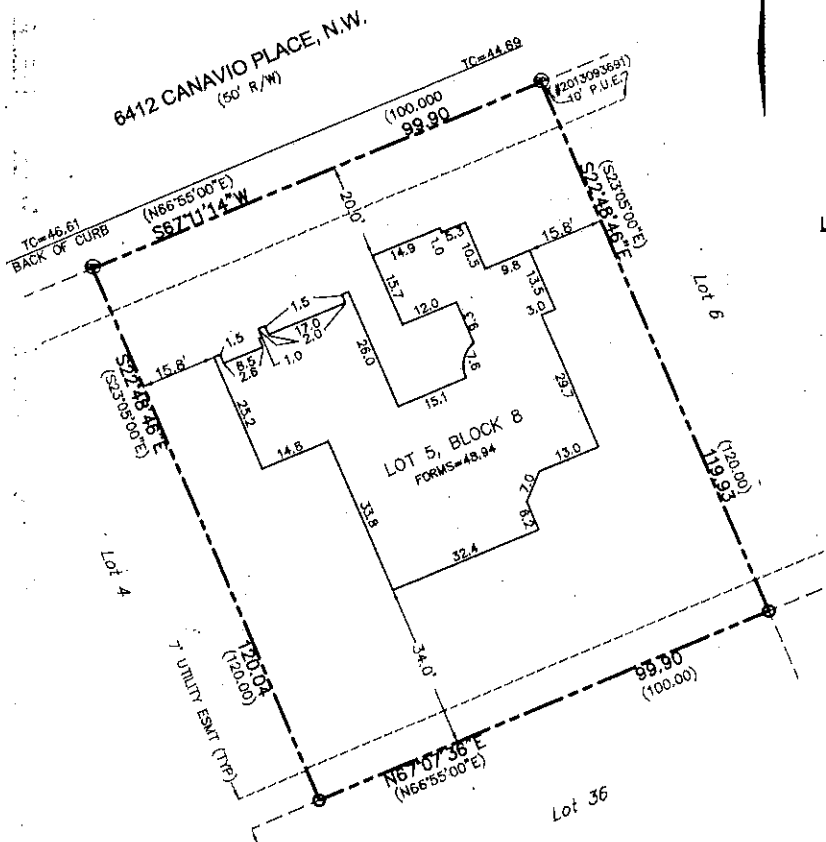 6412 CANAVIO PLACE, N.W.
(50' R/W)
TC=44.69
(#2013093691)
10' P.U.E.
(100.000
99.90
(N66°55'00"E)
S67°11'14"W
TC=46.61
BACK OF CURB
20.0'
S22°48'46"E
(S23°05'00"E)
15.8'
14.9
1.0
5.3
10.5
9.8
13.5
3.0
15.7
12.0
9.3
7.6
15.1
26.0
1.5
17.0
2.0
1.5
8.5
2.6
1.0
15.8'
S22°48'46"E
(S23°05'00"E)
25.2
14.8
29.7
Lot 6
LOT 5, BLOCK 8
FORMS=48.94
13.0
7.0
6.2
33.8
32.4
(120.00)
119.93
Lot 4
34.0'
120.04
(120.00)
7' UTILITY ESMT (TYP)
99.90
(100.00)
N67°07'36"E
(N66°55'00"E)
Lot 36
L